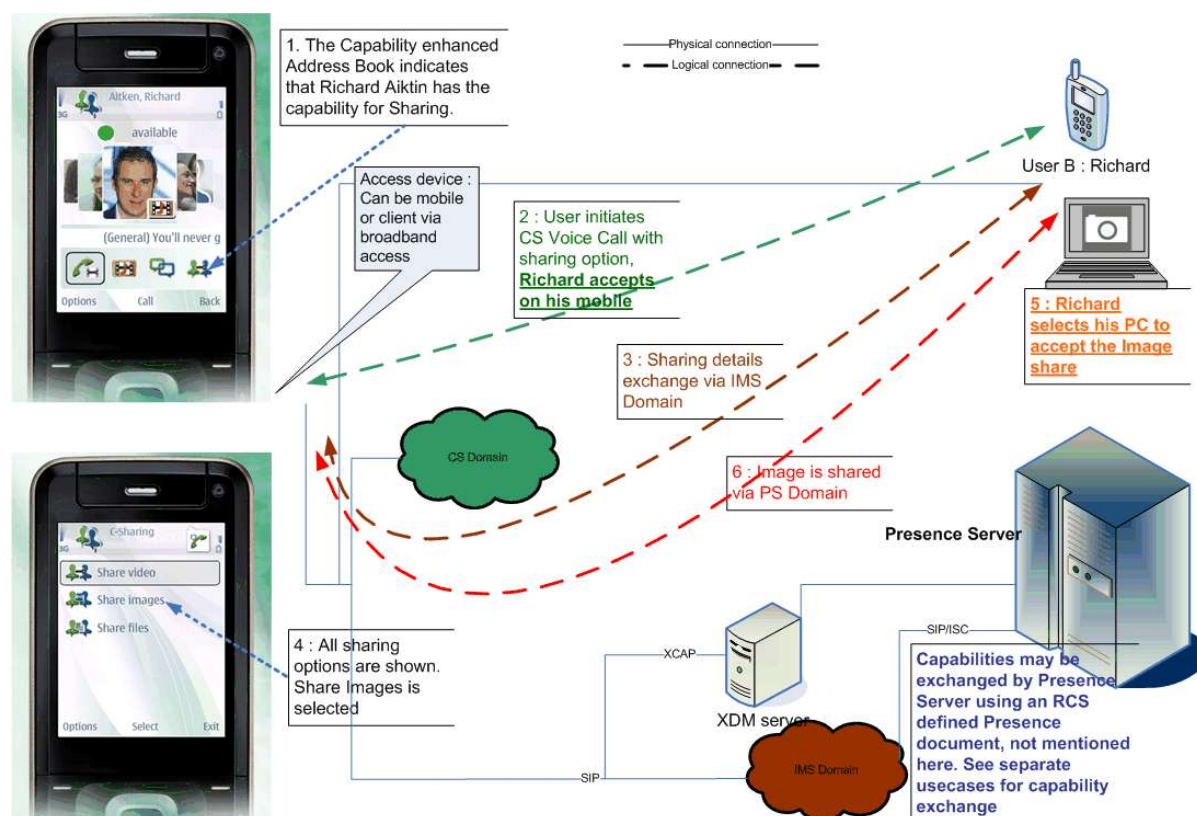 1. The Capability enhanced
Address Book indicates
that Richard Aiktin has the
capability for Sharing.
Physical connection
Logical connection
3G
Aitken, Richard
available
(General) You'll never g
Options
Call
Back
Access device :
Can be mobile
or client via
broadband
access
2 : User initiates
CS Voice Call with
sharing option,
Richard accepts
on his mobile
User B : Richard
5 : Richard
selects his PC to
accept the Image
share
3 : Sharing details
exchange via IMS
Domain
CS Domain
6 : Image is shared
via PS Domain
Presence Server
3G
C-Sharing
Share video
Share images
Share files
Options
Select
Exit
4 : All sharing
options are shown.
Share Images is
selected
XCAP
XDM server
SIP/ISC
SIP
IMS Domain
Capabilities may be
exchanged by Presence
Server using an RCS
defined Presence
document, not mentioned
here. See separate
usecases for capability
exchange